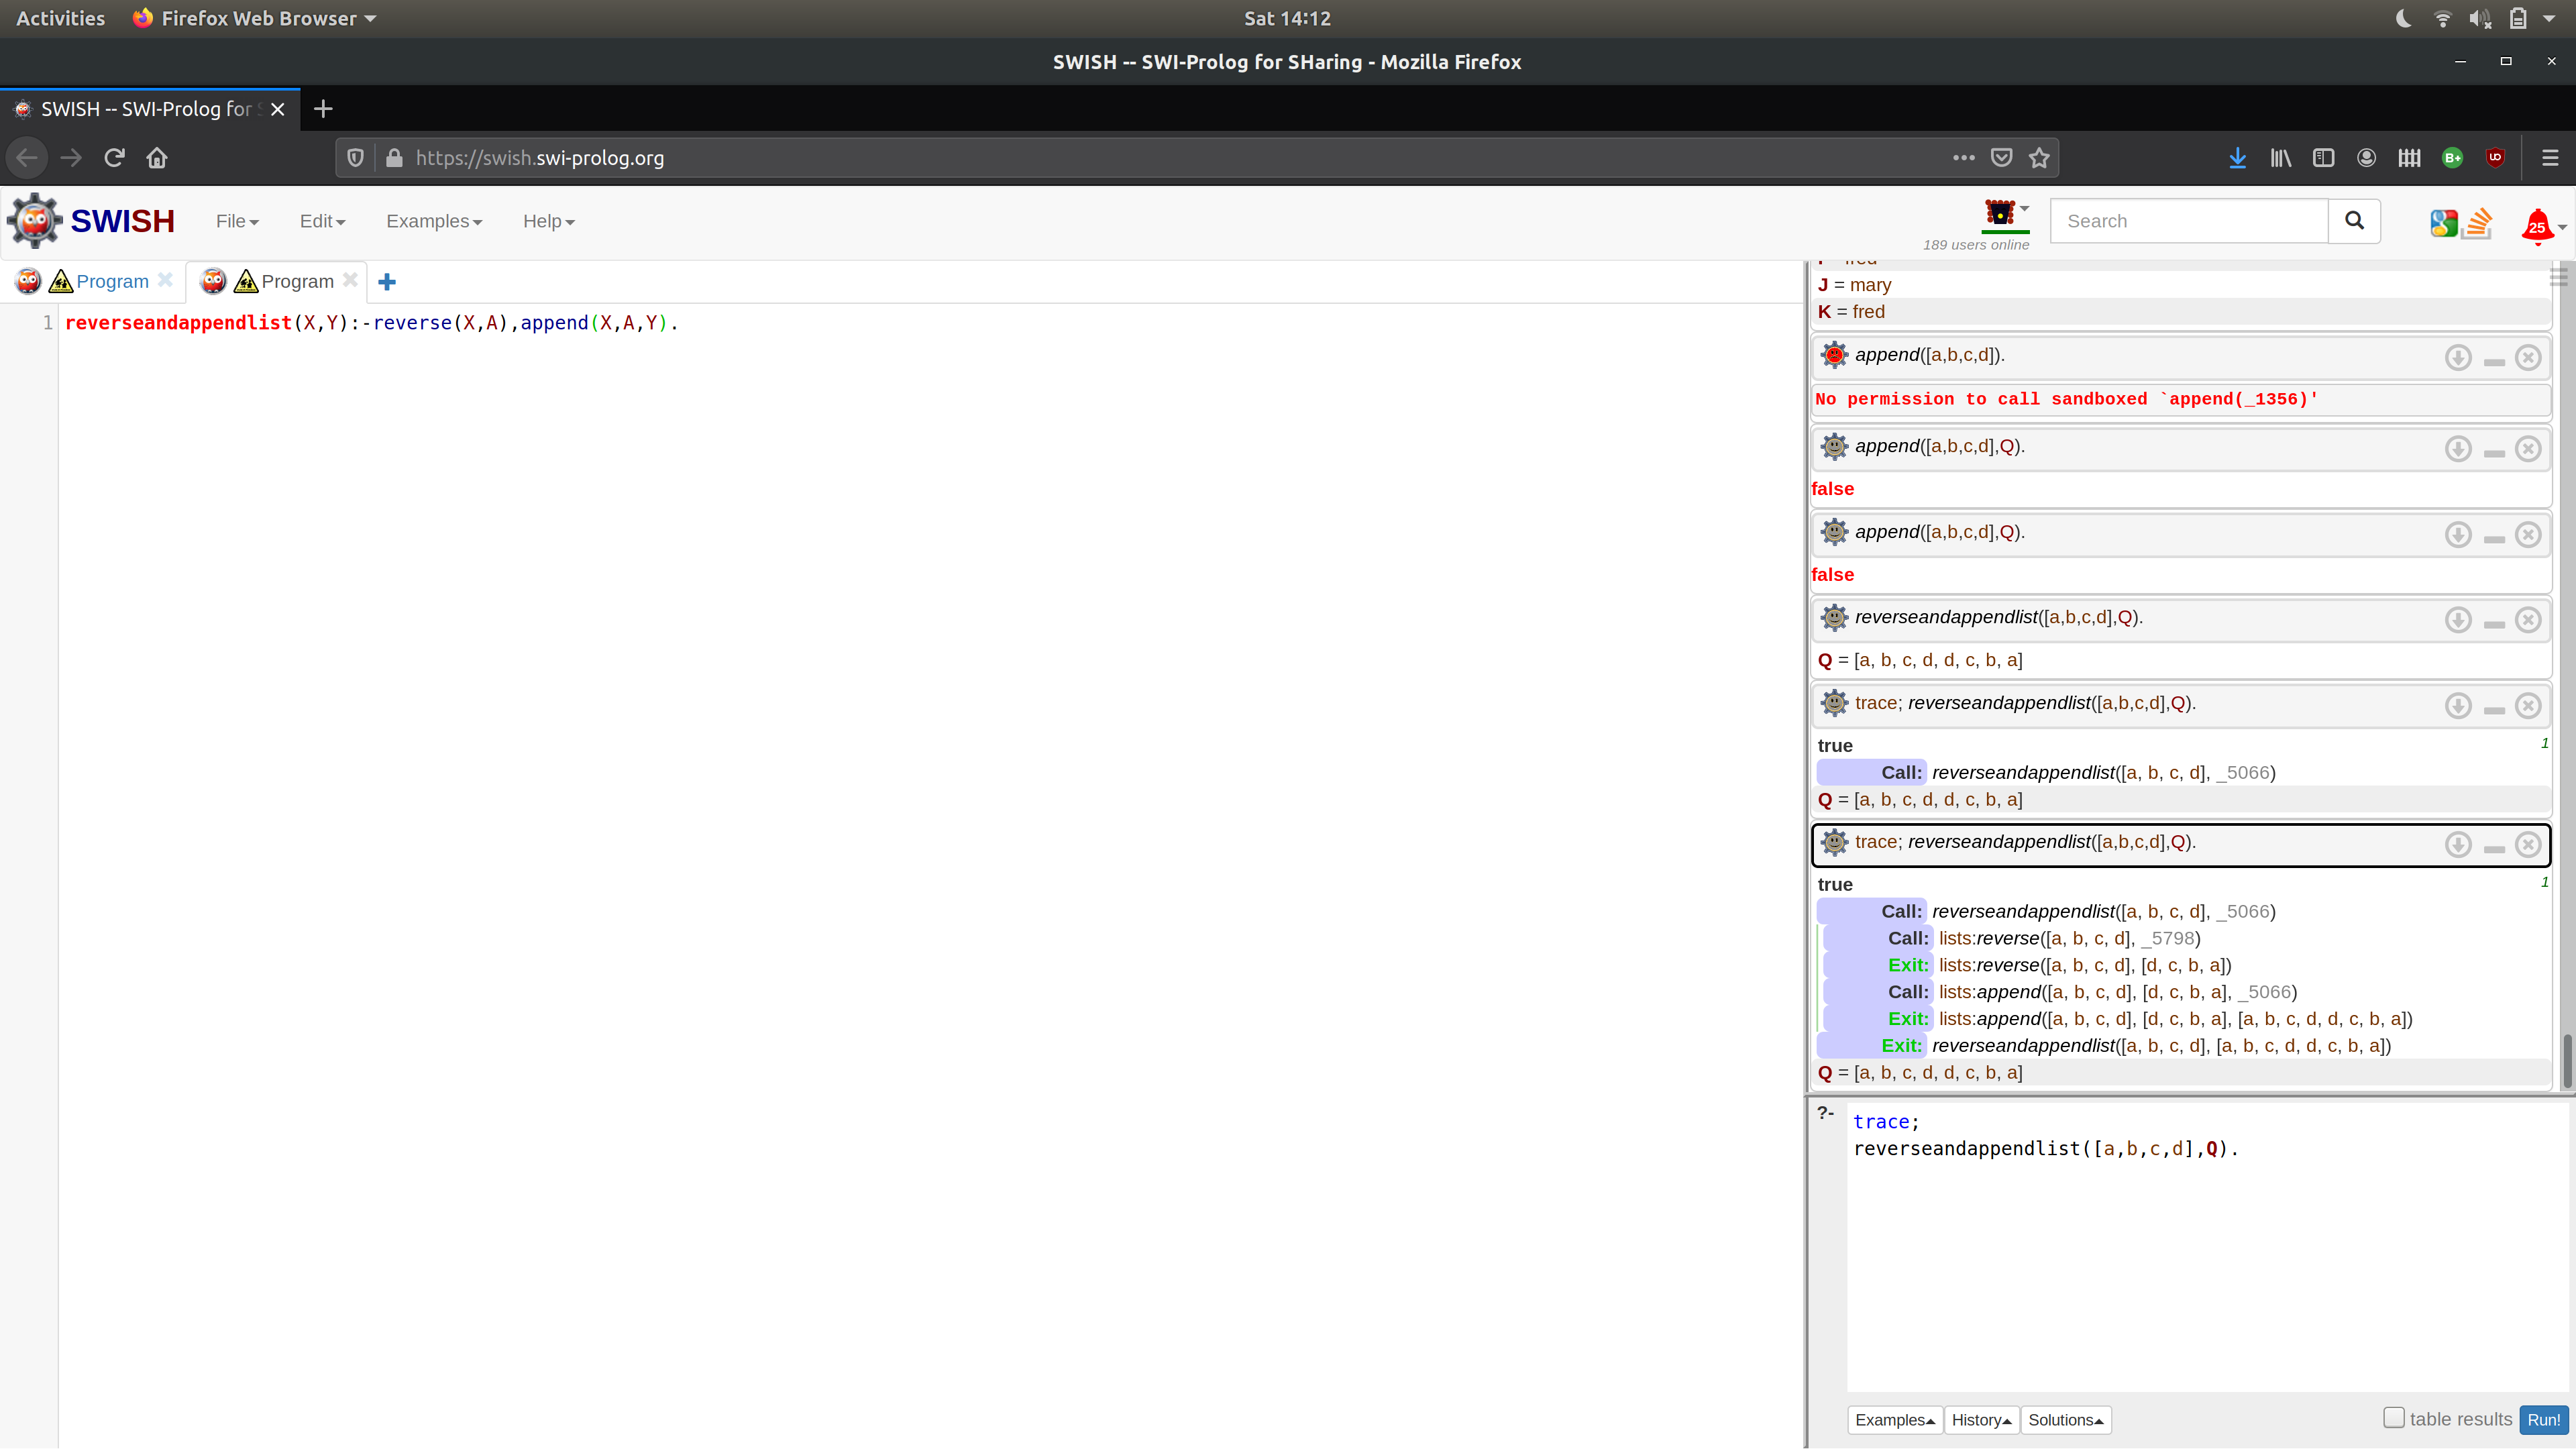 Activities Firefox Web Browser Sat 14:12
SWISH -- SWI-Prolog for SHaring - Mozilla Firefox
SWISH -- SWI-Prolog for S
https://swish.swi-prolog.org
SWISH File Edit Examples Help 189 users online Search 25
Program Program
1 reverseandappendlist(X,Y):-reverse(X,A),append(X,A,Y).
J = mary
K = fred
append([a,b,c,d]).
No permission to call sandboxed `append(_1356)'
append([a,b,c,d],Q).
false
append([a,b,c,d],Q).
false
reverseandappendlist([a,b,c,d],Q).
Q = [a, b, c, d, d, c, b, a]
trace; reverseandappendlist([a,b,c,d],Q).
true 1
Call: reverseandappendlist([a, b, c, d], _5066)
Q = [a, b, c, d, d, c, b, a]
trace; reverseandappendlist([a,b,c,d],Q).
true 1
Call: reverseandappendlist([a, b, c, d], _5066)
Call: lists:reverse([a, b, c, d], _5798)
Exit: lists:reverse([a, b, c, d], [d, c, b, a])
Call: lists:append([a, b, c, d], [d, c, b, a], _5066)
Exit: lists:append([a, b, c, d], [d, c, b, a], [a, b, c, d, d, c, b, a])
Exit: reverseandappendlist([a, b, c, d], [a, b, c, d, d, c, b, a])
Q = [a, b, c, d, d, c, b, a]
?- trace;
reverseandappendlist([a,b,c,d],Q).
Examples History Solutions table results Run!